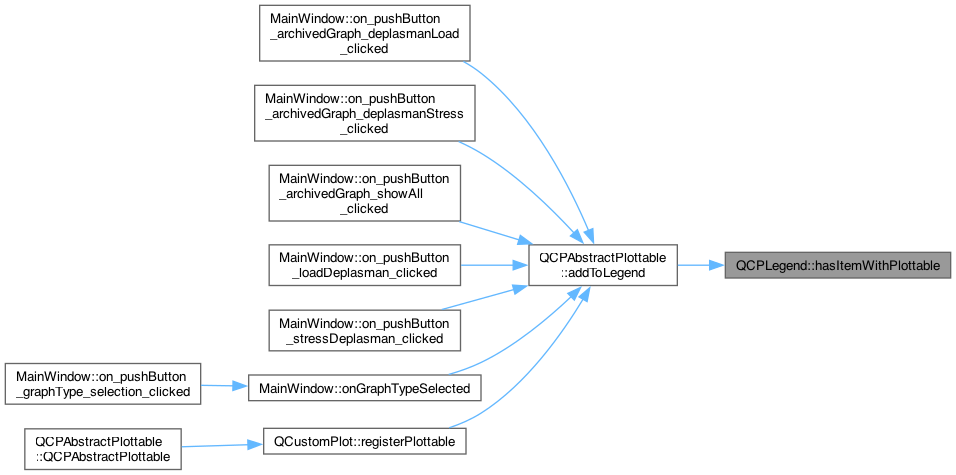 MainWindow::on_pushButton
_archivedGraph_deplasmanLoad
_clicked
MainWindow::on_pushButton
_archivedGraph_deplasmanStress
_clicked
MainWindow::on_pushButton
_archivedGraph_showAll
_clicked
MainWindow::on_pushButton
_loadDeplasman_clicked
QCPAbstractPlottable
::addToLegend
QCPLegend::hasItemWithPlottable
MainWindow::on_pushButton
_stressDeplasman_clicked
MainWindow::on_pushButton
_graphType_selection_clicked
MainWindow::onGraphTypeSelected
QCPAbstractPlottable
::QCPAbstractPlottable
QCustomPlot::registerPlottable